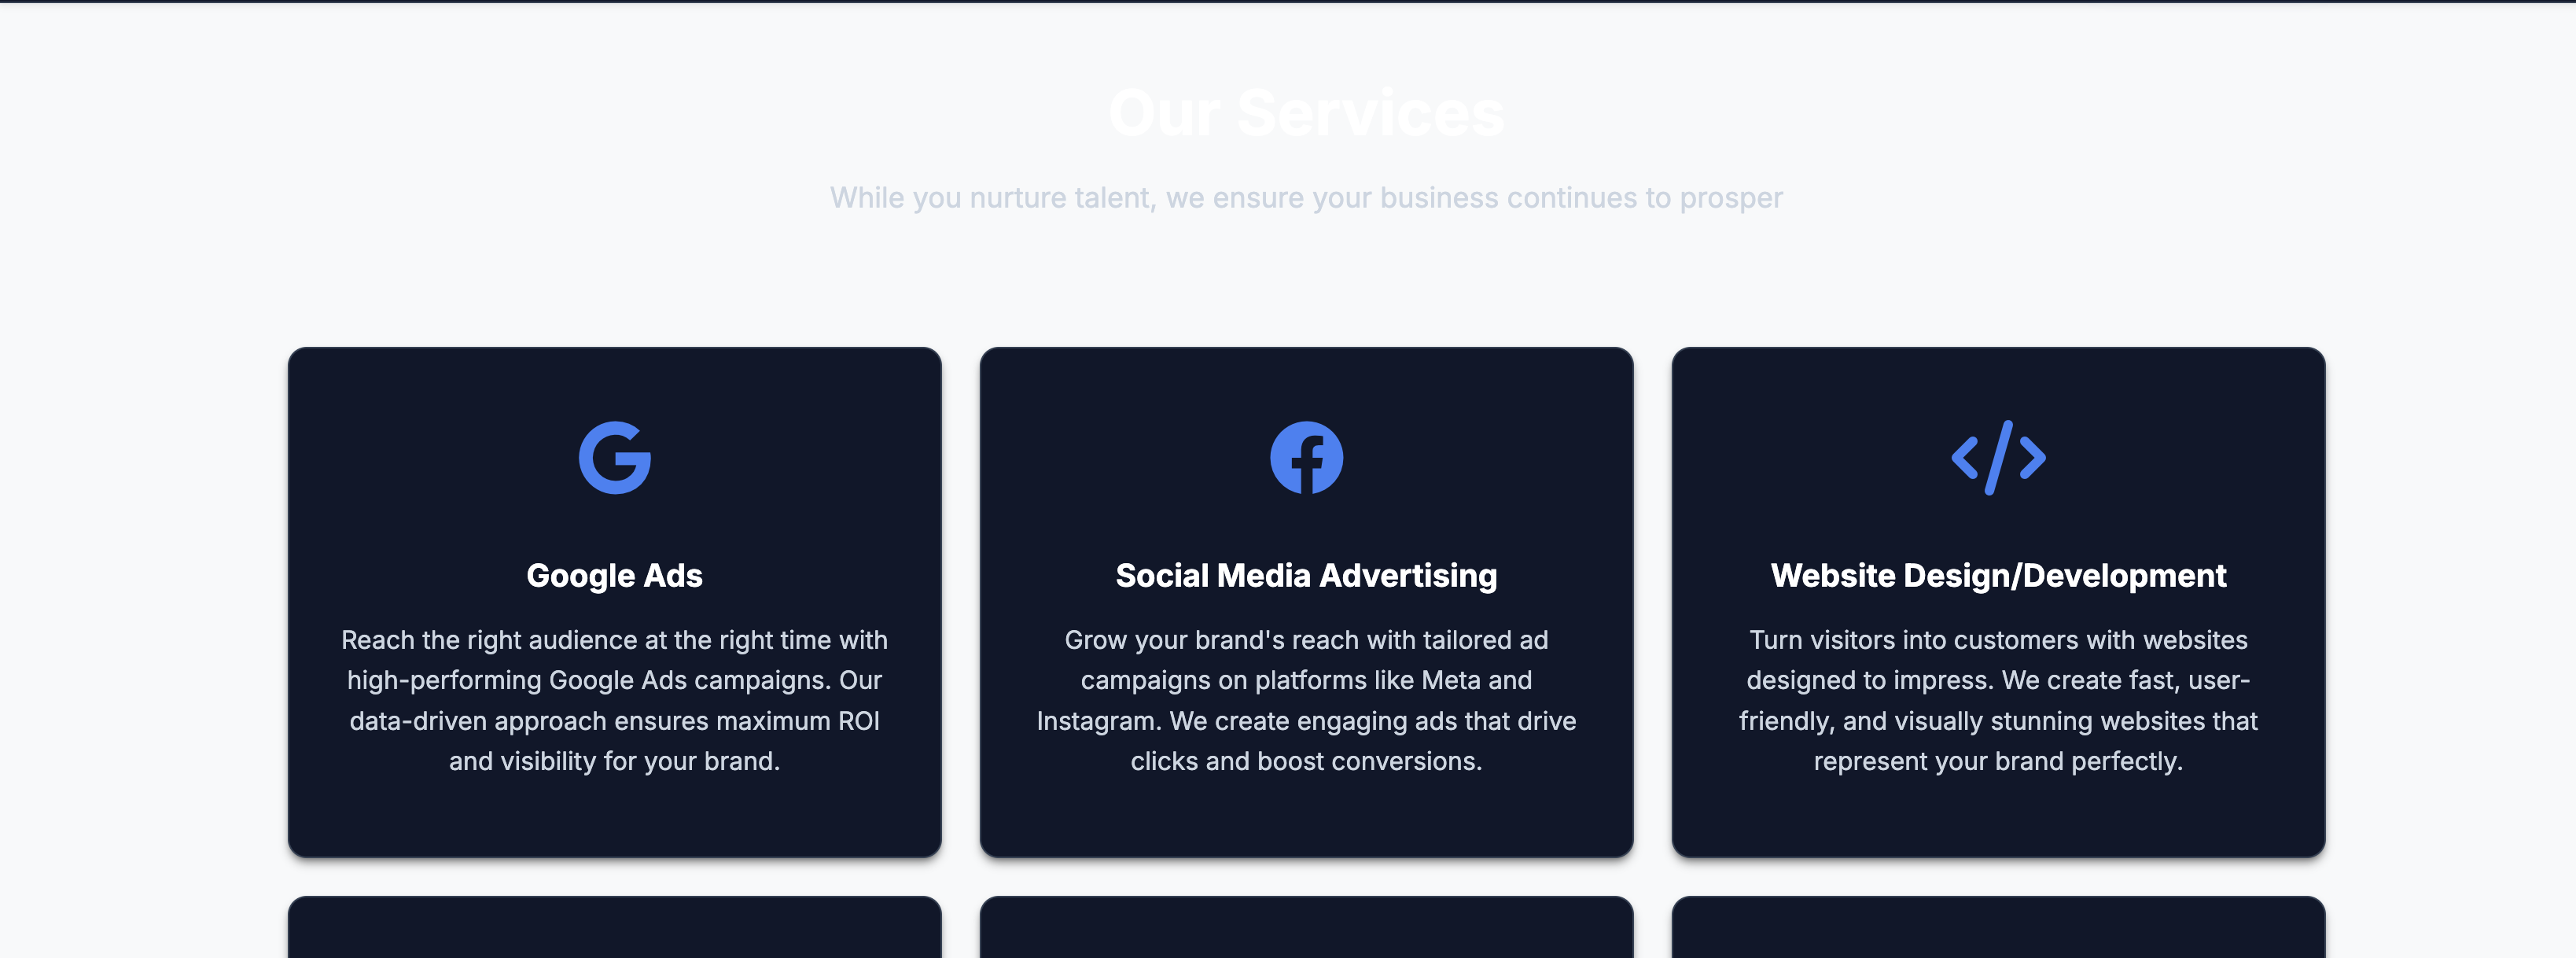 Our Services
While you nurture talent, we ensure your business continues to prosper
Google Ads
Reach the right audience at the right time with
high-performing Google Ads campaigns. Our
data-driven approach ensures maximum ROI
and visibility for your brand.
Social Media Advertising
Grow your brand's reach with tailored ad
campaigns on platforms like Meta and
Instagram. We create engaging ads that drive
clicks and boost conversions.
Website Design/Development
Turn visitors into customers with websites
designed to impress. We create fast, user-
friendly, and visually stunning websites that
represent your brand perfectly.